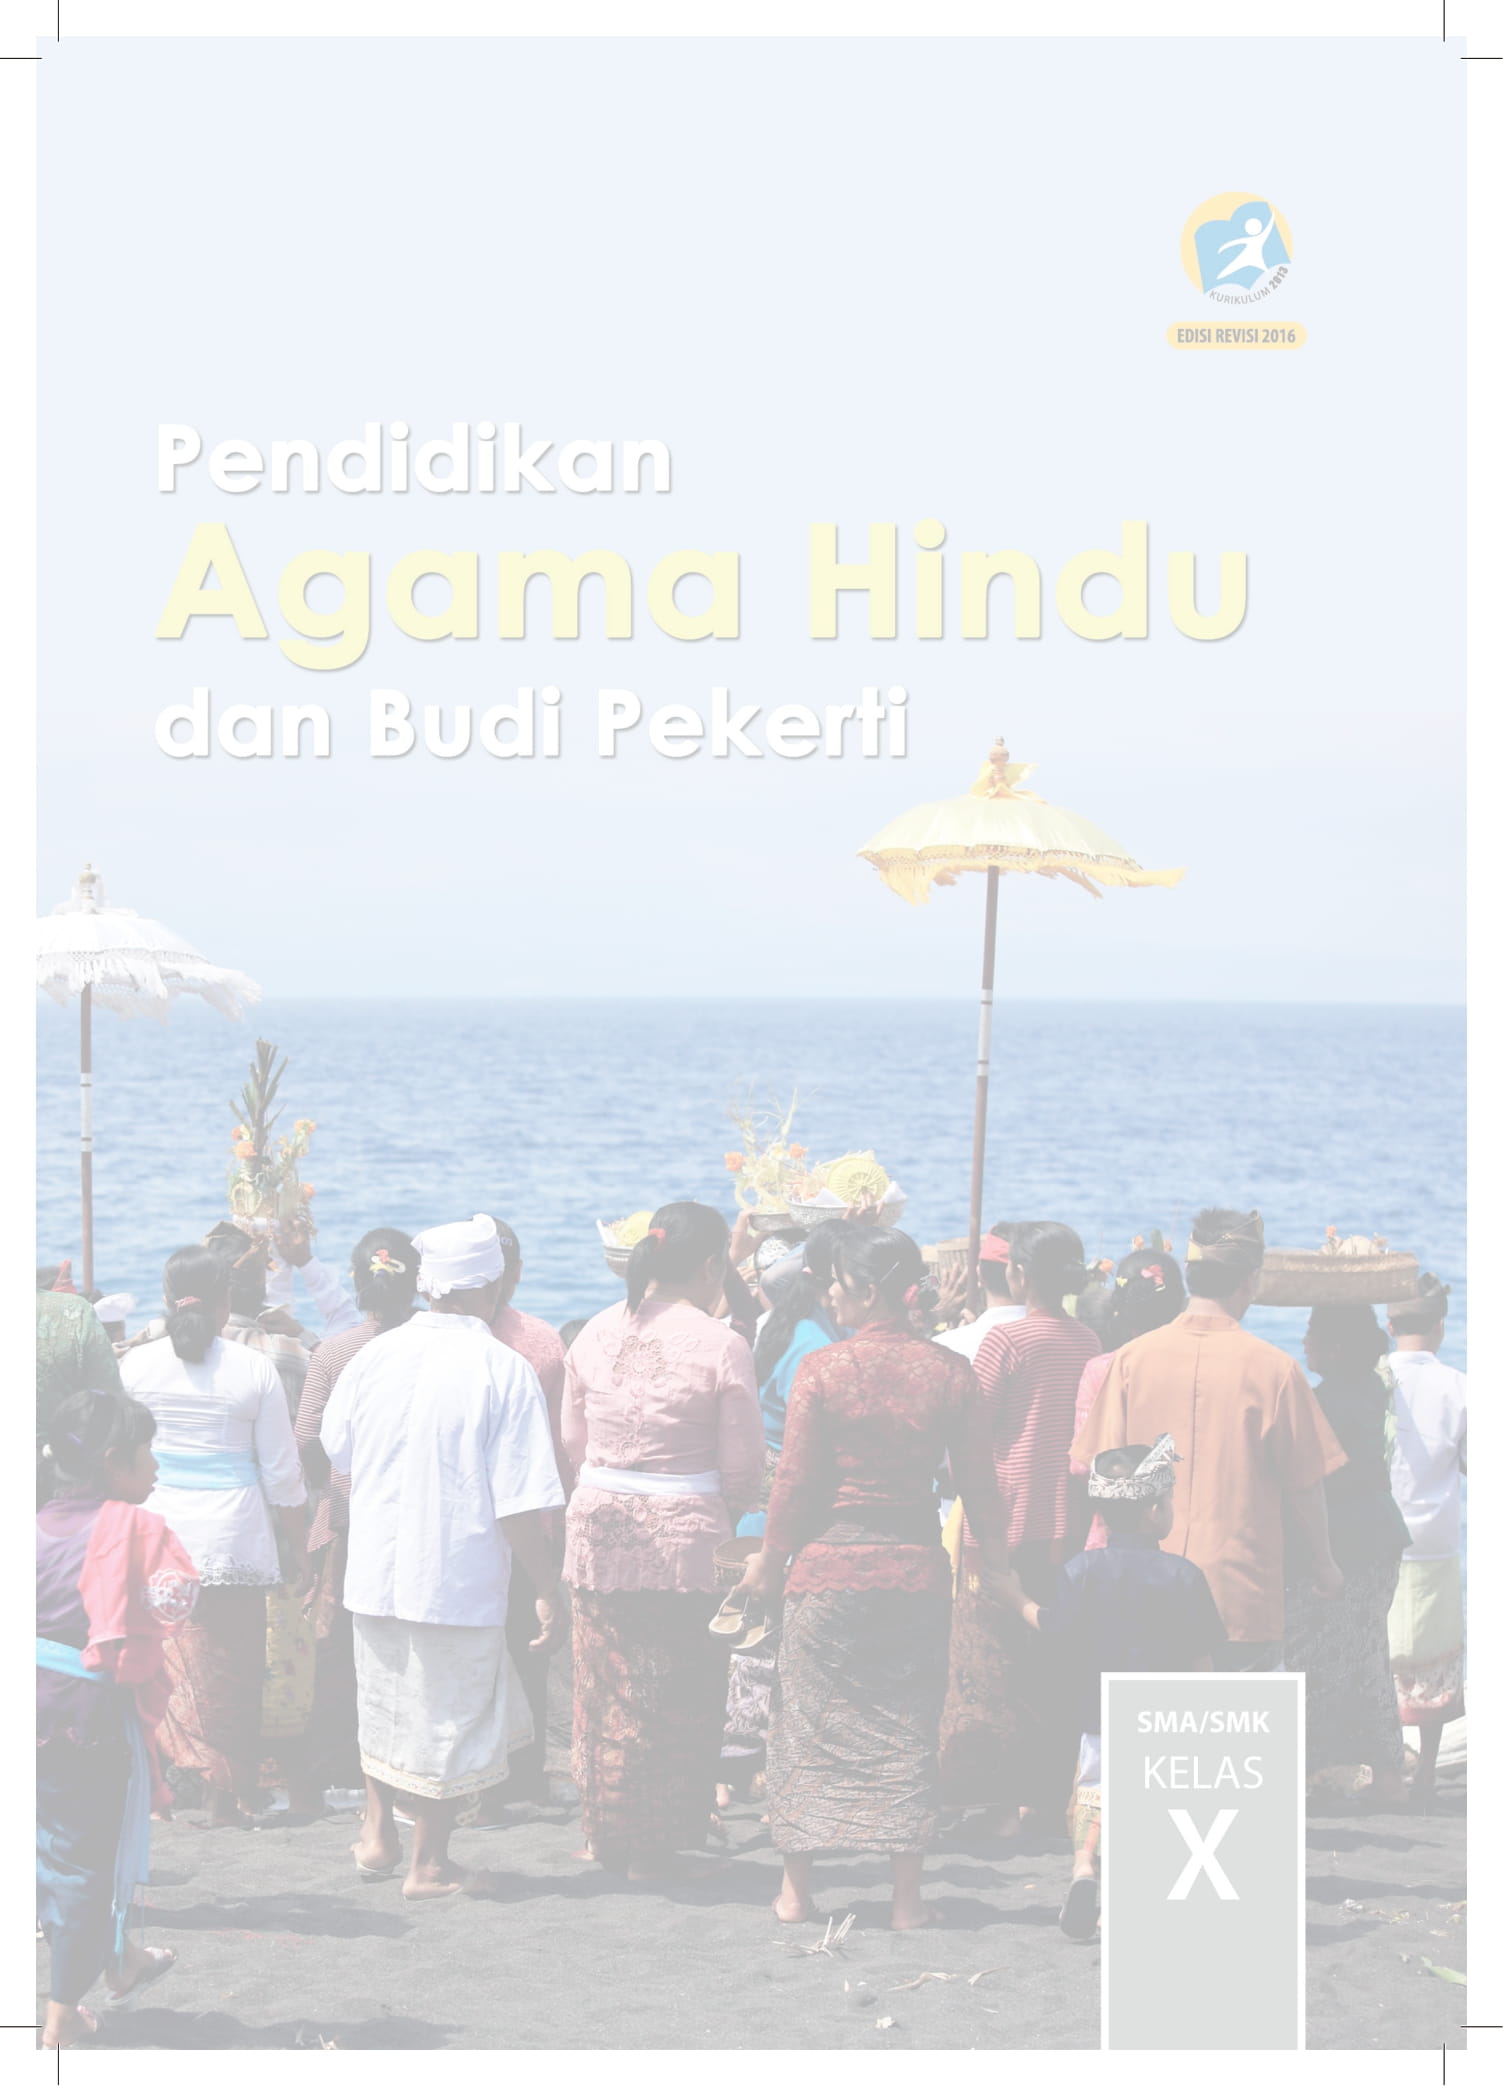 KURIKULUM 2013
EDISI REVISI 2016
Pendidikan
Agama Hindu
dan Budi Pekerti
SMA/SMK
KELAS
X